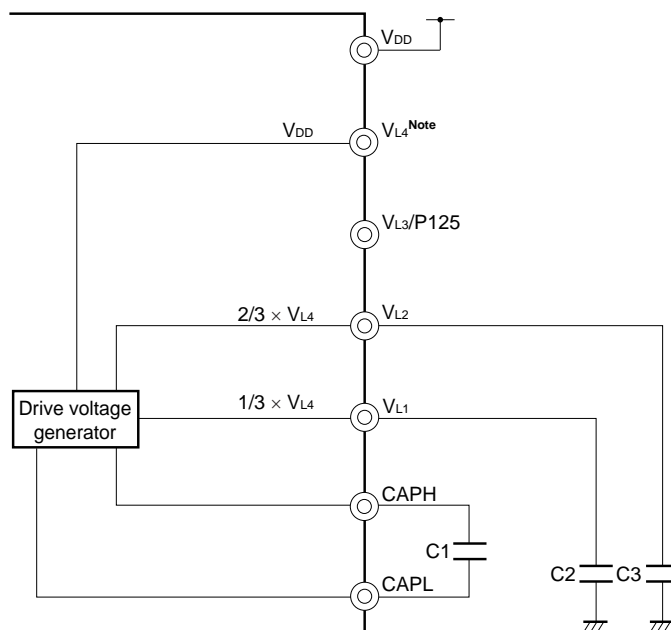 VDD
VDD
VL4Note
VL3/P125
2/3 × VL4
VL2
1/3 × VL4
VL1
Drive voltage
generator
CAPH
C1
C2
C3
CAPL